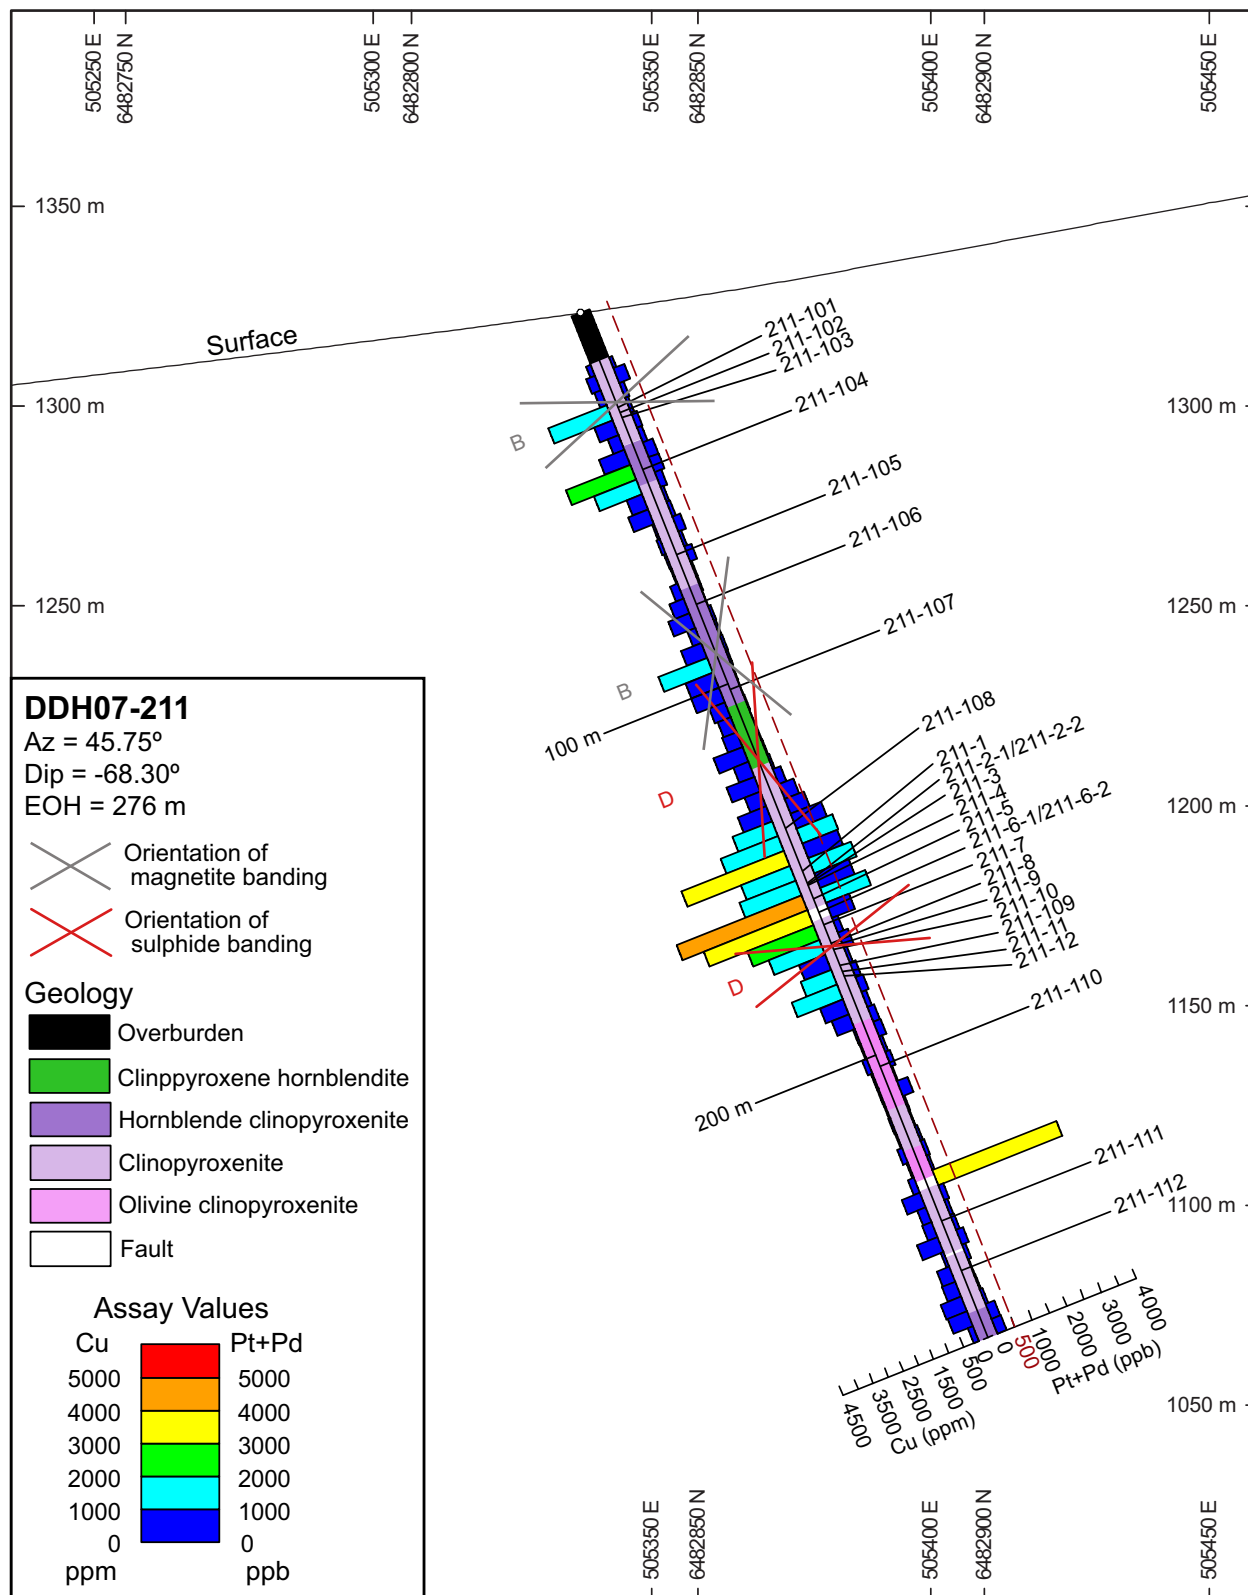 505250 E
6482750 N
505300 E
6482800 N
505350 E
6482850 N
505400 E
6482900 N
505450 E
1350 m
Surface
211-101
211-102
211-103
211-104
1300 m
1300 m
B
211-105
211-106
1250 m
1250 m
211-107
B
100 m
211-108
211-1
211-2-1/211-2-2
211-3
211-4
211-5
211-6-1/211-6-2
211-7
211-8
211-9
211-10
211-109
211-11
211-12
D
1200 m
D
211-110
1150 m
200 m
211-111
211-112
1100 m
DDH07-211
Az = 45.75º
Dip = -68.30º
EOH = 276 m
Orientation of
magnetite banding
Orientation of
sulphide banding
Geology
Overburden
Clinppyroxene hornblendite
Hornblende clinopyroxenite
Clinopyroxenite
Olivine clinopyroxenite
Fault
Assay Values
Cu Pt+Pd
5000 5000
4000 4000
3000 3000
2000 2000
1000 1000
0 0
ppm ppb
4500
3500
2500
1500
500
0
Cu (ppm)
0
500
1000
2000
3000
4000
Pt+Pd (ppb)
1050 m
505350 E
6482850 N
505400 E
6482900 N
505450 E